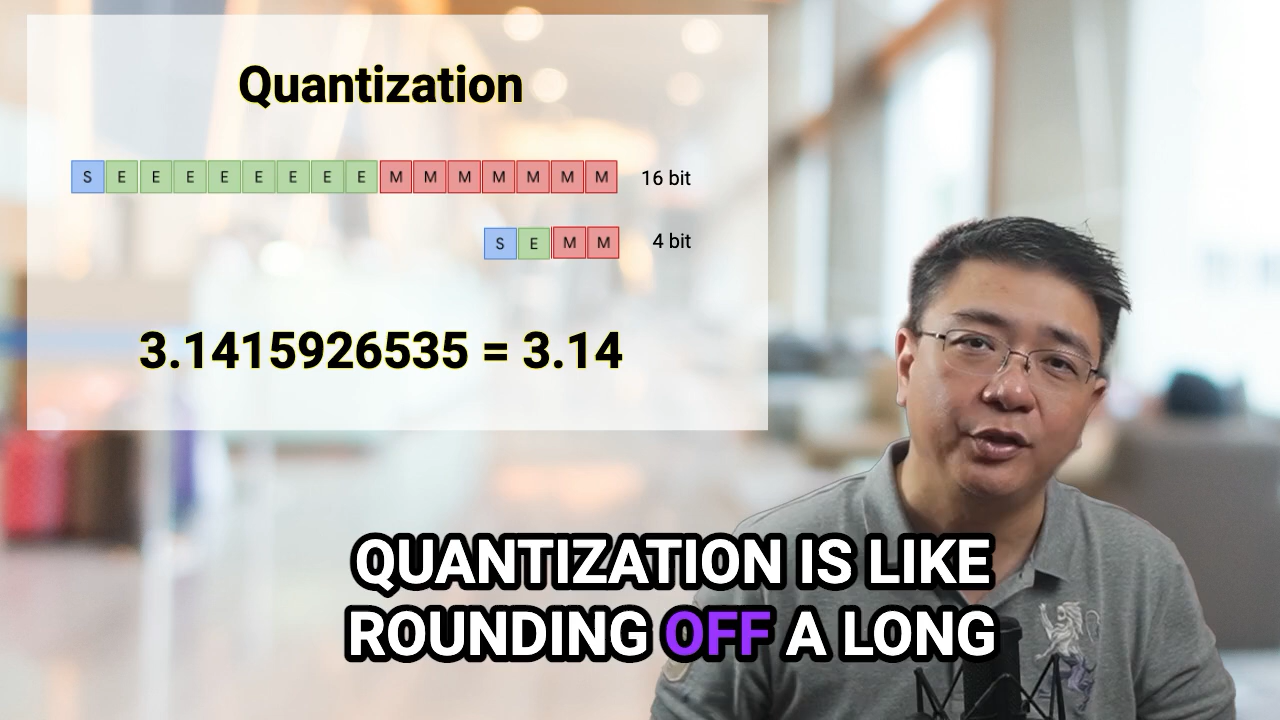 Quantization
S E E E E E E E E M M M M M M M 16 bit
S E M M 4 bit
3.1415926535 = 3.14
QUANTIZATION IS LIKE
ROUNDING OFF A LONG